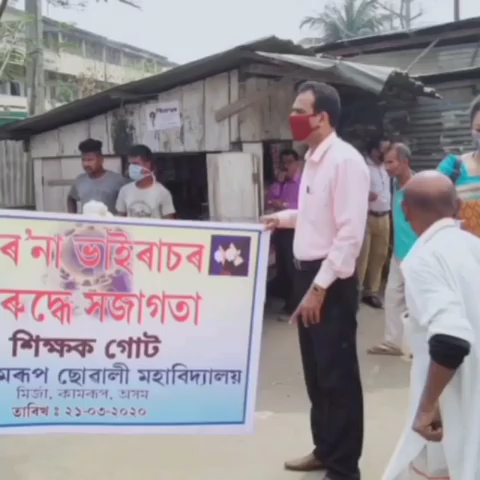 ৰ'না ভাইৰাচৰ
ৰুদ্ধে সজাগতা
শিক্ষক গোট
মৰূপ ছোৱালী মহাবিদ্যালয়
মিৰ্জা, কামৰূপ, অসম
তাৰিখ : ২১-০৩-২০২০